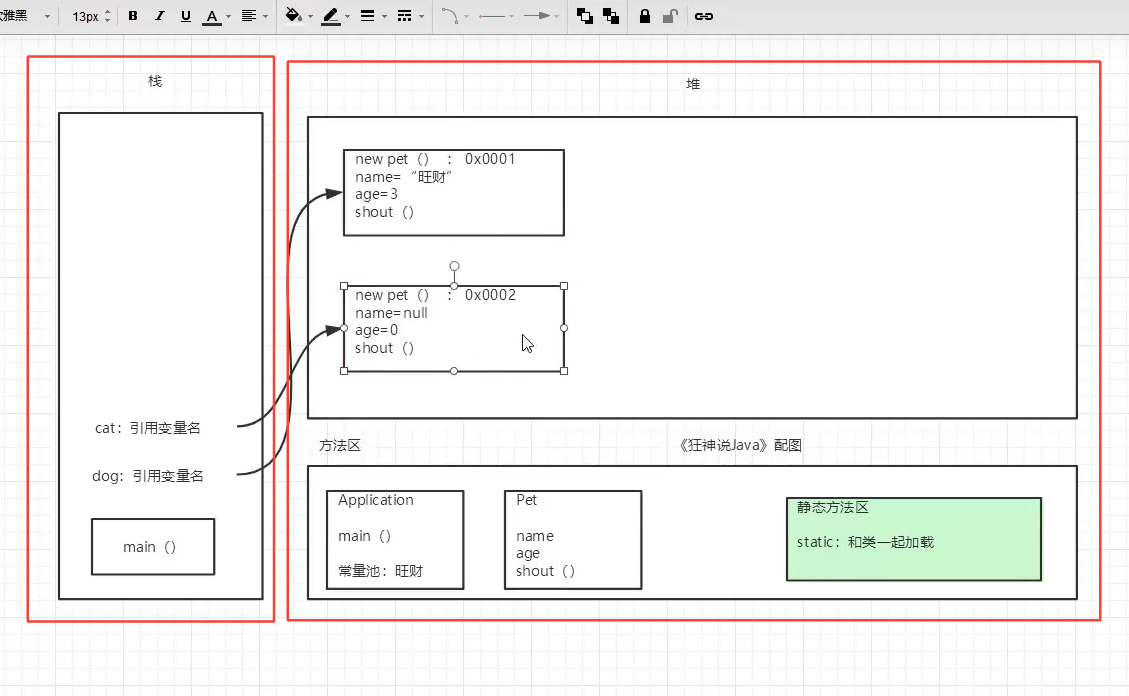 软雅黑 13px B I U A
栈
堆
new pet（） ： 0x0001
name=“旺财”
age=3
shout（）
new pet（） ： 0x0002
name=null
age=0
shout（）
cat：引用变量名
dog：引用变量名
main（）
方法区
《狂神说Java》配图
Application
main（）
常量池：旺财
Pet
name
age
shout（）
静态方法区
static：和类一起加载